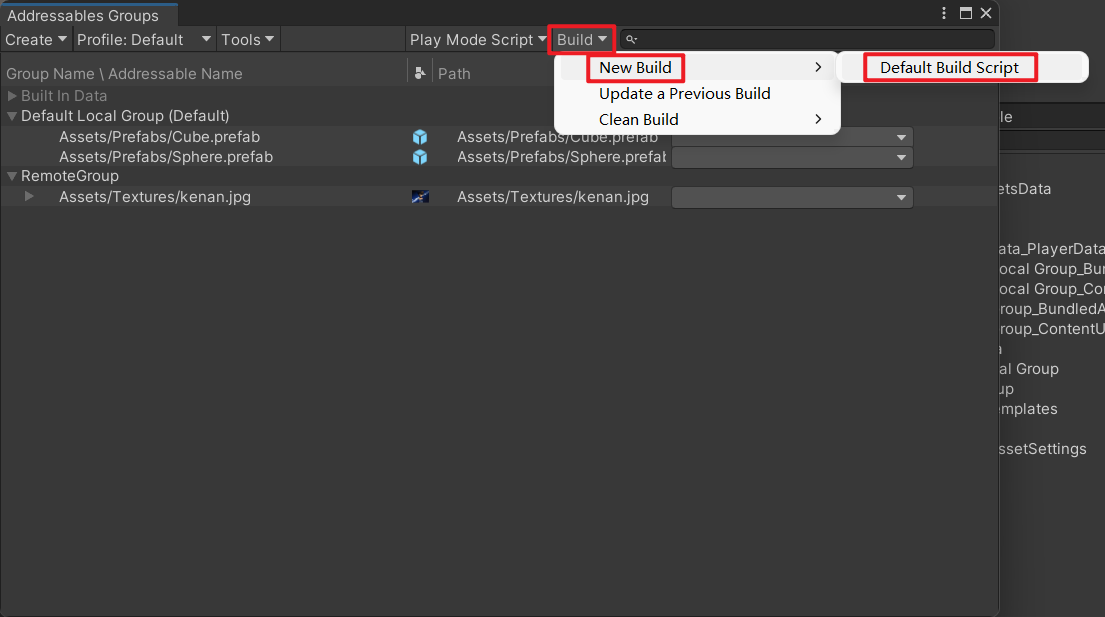 Addressables Groups
Create Profile: Default Tools Play Mode Script Build
Group Name \ Addressable Name Path
New Build Default Build Script
Update a Previous Build
Clean Build
Built In Data
Default Local Group (Default)
Assets/Prefabs/Cube.prefab Assets/Prefabs/Cube.prefab
Assets/Prefabs/Sphere.prefab Assets/Prefabs/Sphere.prefab
RemoteGroup
Assets/Textures/kenan.jpg Assets/Textures/kenan.jpg
le
etsData
ata_PlayerData
ocal Group_Bun
ocal Group_Con
roup_BundledA
roup_ContentU
a
al Group
up
mplates
ssetSettings